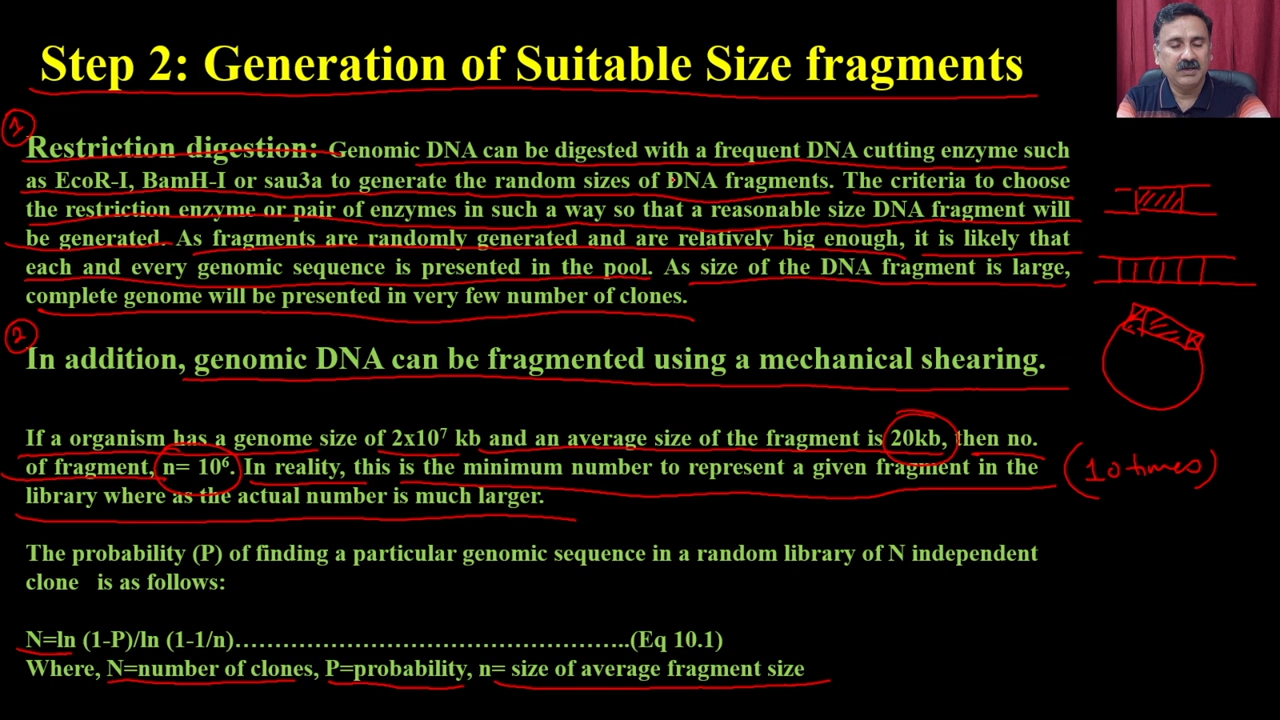 Step 2: Generation of Suitable Size fragments
1
Restriction digestion: Genomic DNA can be digested with a frequent DNA cutting enzyme such
as EcoR-I, BamH-I or sau3a to generate the random sizes of DNA fragments. The criteria to choose
the restriction enzyme or pair of enzymes in such a way so that a reasonable size DNA fragment will
be generated. As fragments are randomly generated and are relatively big enough, it is likely that
each and every genomic sequence is presented in the pool. As size of the DNA fragment is large,
complete genome will be presented in very few number of clones.
2
In addition, genomic DNA can be fragmented using a mechanical shearing.
If a organism has a genome size of 2x10⁷ kb and an average size of the fragment is 20kb, then no.
of fragment, n= 10⁶. In reality, this is the minimum number to represent a given fragment in the
library where as the actual number is much larger.
(10 times)
The probability (P) of finding a particular genomic sequence in a random library of N independent
clone is as follows:
N=ln (1-P)/ln (1-1/n)…………………………………………..(Eq 10.1)
Where, N=number of clones, P=probability, n= size of average fragment size